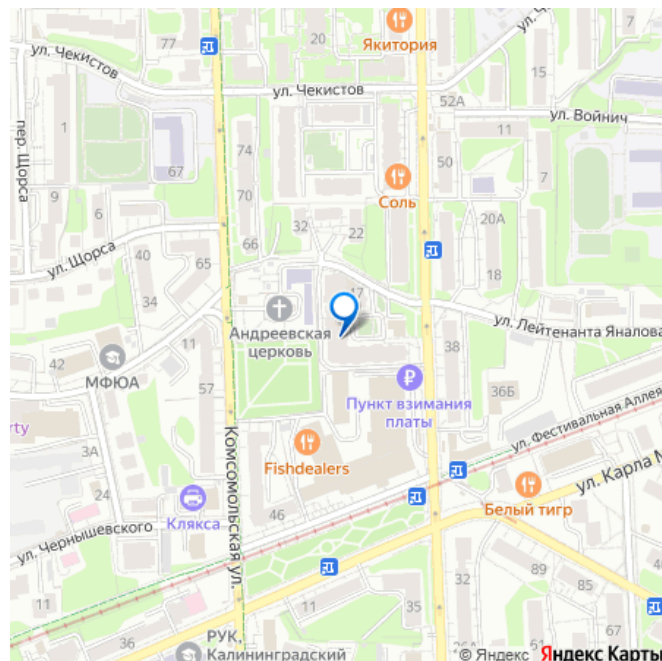 ул. Чекистов
77
20
Якитория
ул. Чекистов
52А
15
ул. Войнич
пер. Щорса
1
67
74
11
50
7
Соль
70
9
6
32
22
20А
66
ул. Щорса
40
65
18
34
17
ул. Лейтенанта Яналова
Андреевская
церковь
42
МФЮА
11
57
38
36Б
Пункт взимания
платы
ул. Фестивальная Аллея
3А
Комсомольская ул.
Fishdealers
ул. Карла
24
Белый тигр
Клякса
46
ул. Чернышевского
11
32
89
85
11
35
36
РУК,
Калининградский
26А
11
© Яндекс Яндекс Карты